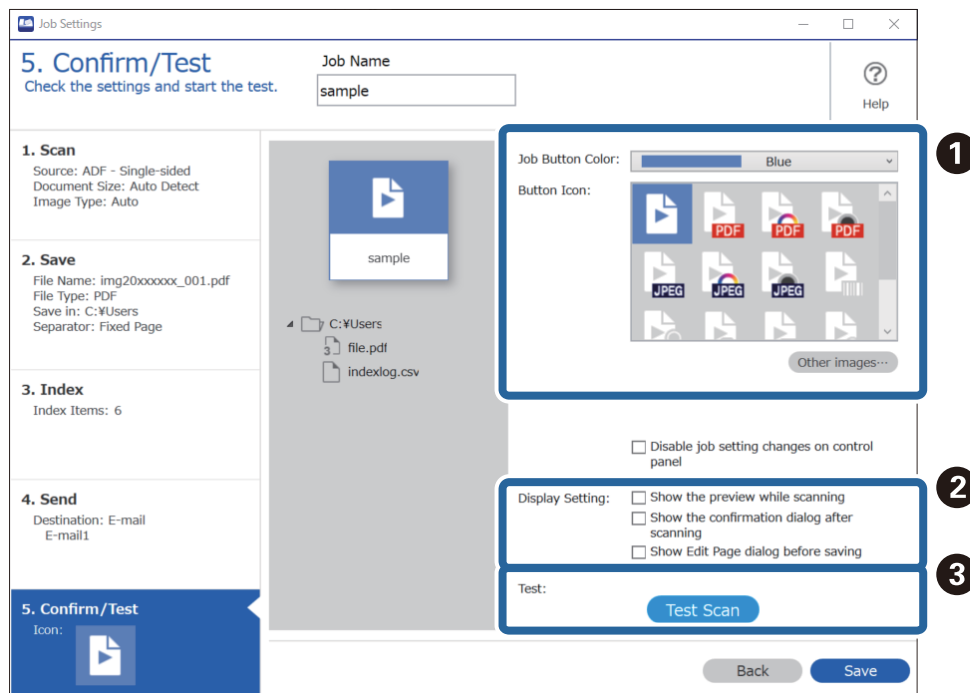 Job Settings
5. Confirm/Test
Check the settings and start the test.
Job Name
sample
Help
1. Scan
Source: ADF - Single-sided
Document Size: Auto Detect
Image Type: Auto
2. Save
File Name: img20xxxxxx_001.pdf
File Type: PDF
Save in: C:¥Users
Separator: Fixed Page
3. Index
Index Items: 6
4. Send
Destination: E-mail
E-mail1
5. Confirm/Test
Icon:
sample
C:¥Users
3 file.pdf
indexlog.csv
1
Job Button Color: Blue
Button Icon:
PDF PDF PDF
JPEG JPEG JPEG
Other images···
Disable job setting changes on control
panel
2
Display Setting: Show the preview while scanning
Show the confirmation dialog after
scanning
Show Edit Page dialog before saving
3
Test:
Test Scan
Back Save